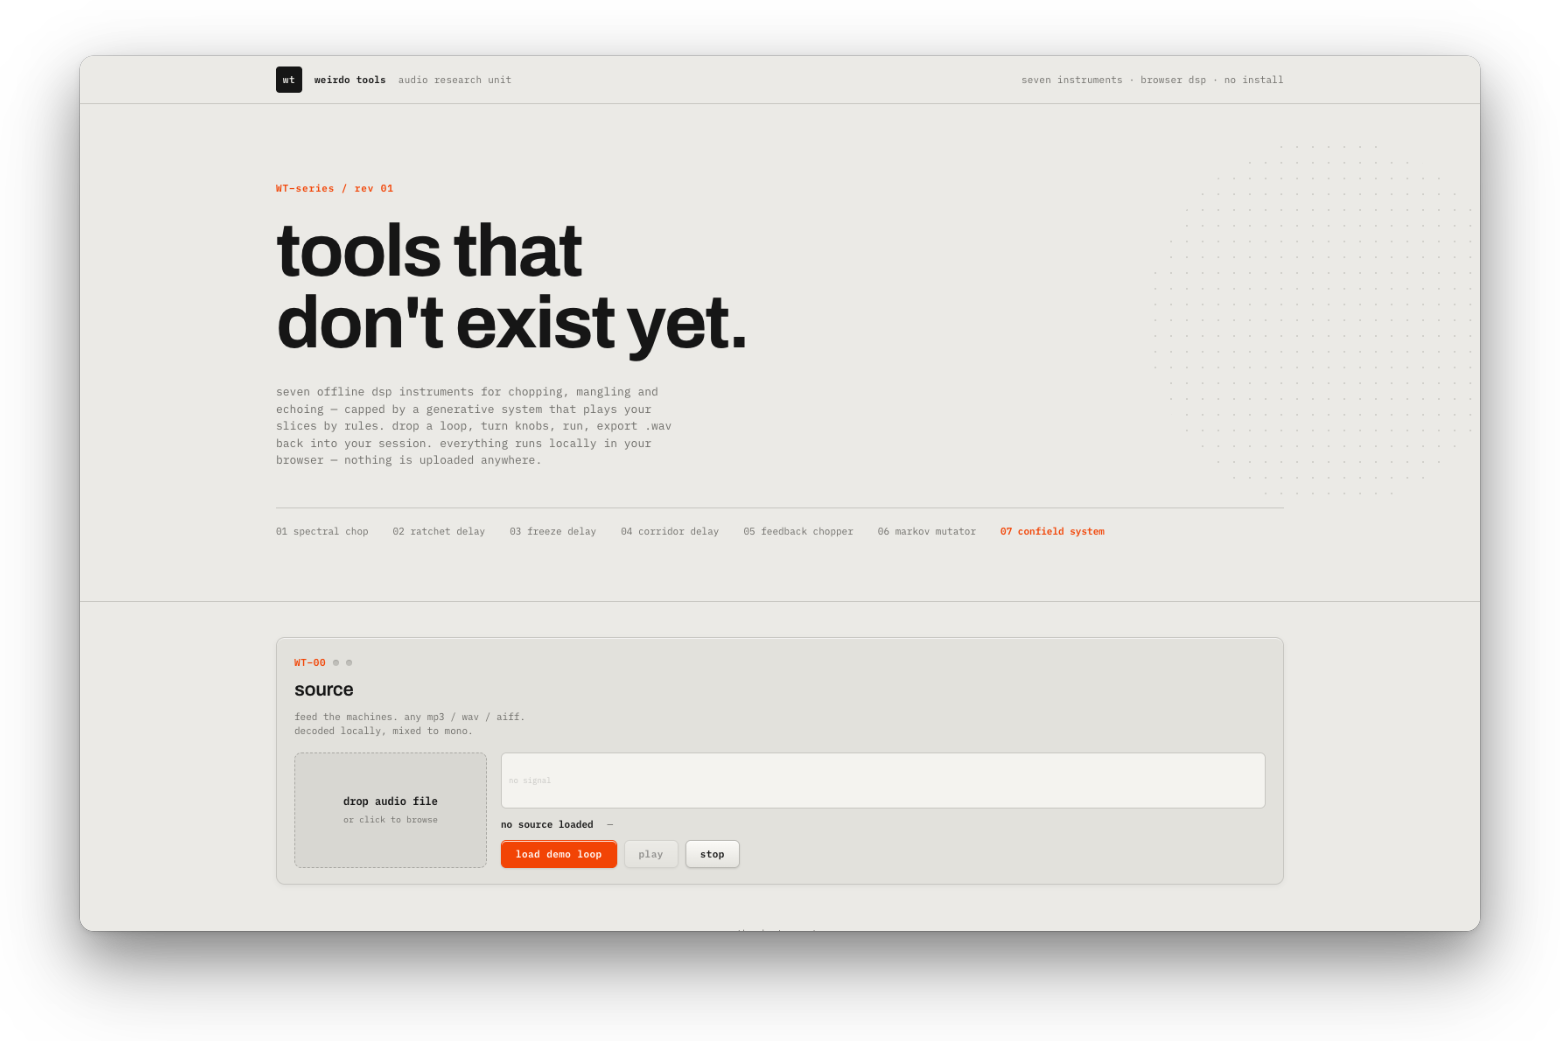 wt weirdo tools audio research unit
seven instruments · browser dsp · no install
WT-series / rev 01
tools that
don't exist yet.
seven offline dsp instruments for chopping, mangling and
echoing — capped by a generative system that plays your
slices by rules. drop a loop, turn knobs, run, export .wav
back into your session. everything runs locally in your
browser — nothing is uploaded anywhere.
01 spectral chop 02 ratchet delay 03 freeze delay 04 corridor delay 05 feedback chopper 06 markov mutator 07 confield system
WT-00
source
feed the machines. any mp3 / wav / aiff.
decoded locally, mixed to mono.
drop audio file
or click to browse
no signal
no source loaded —
load demo loop play stop